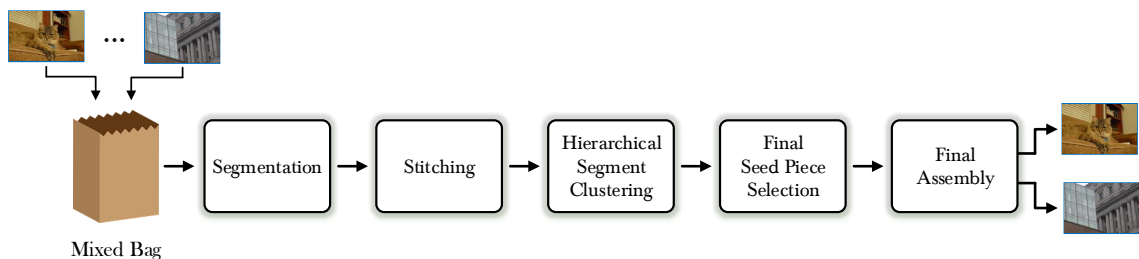 ...
Mixed Bag
Segmentation
Stitching
Hierarchical
Segment
Clustering
Final
Seed Piece
Selection
Final
Assembly